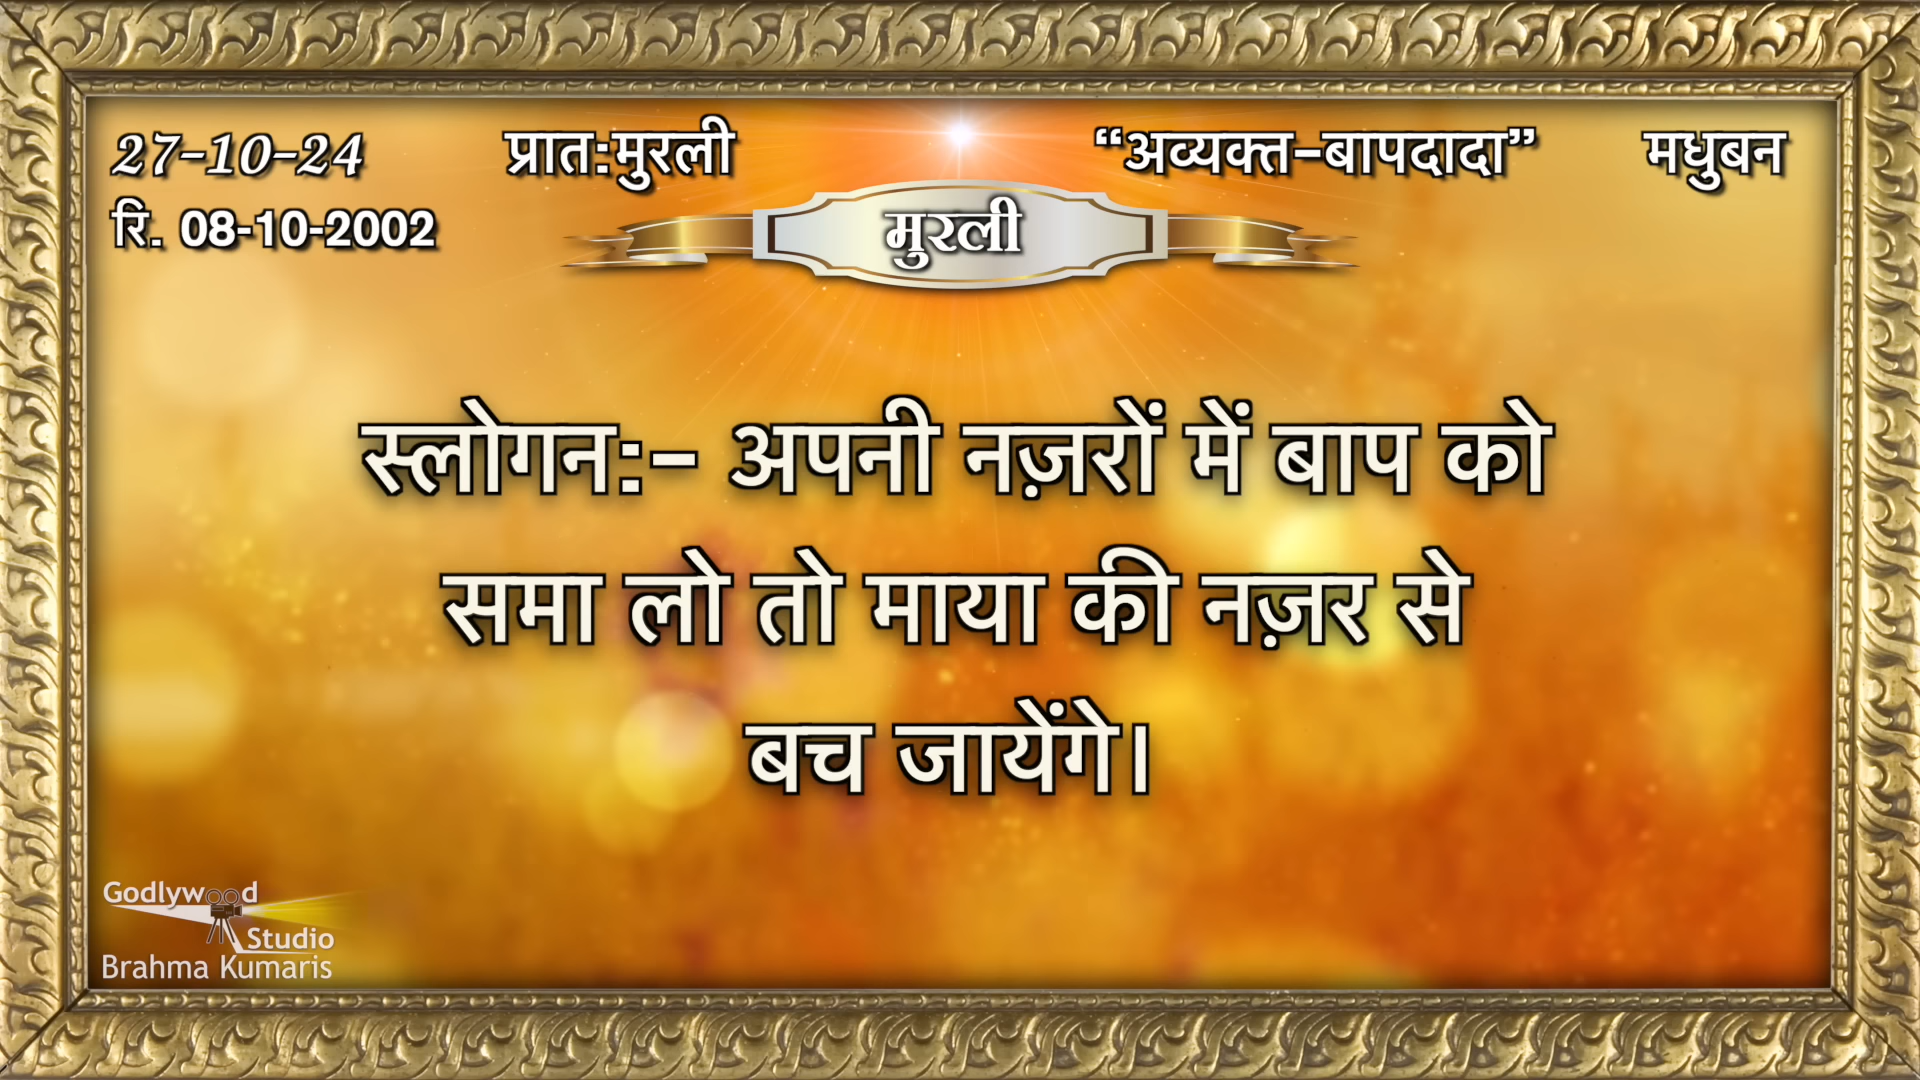 27-10-24 प्रात:मुरली “अव्यक्त-बापदादा” मधुबन
रि. 08-10-2002
मुरली
स्लोगन:- अपनी नज़रों में बाप को
समा लो तो माया की नज़र से
बच जायेंगे।
Godlywood
Studio
Brahma Kumaris